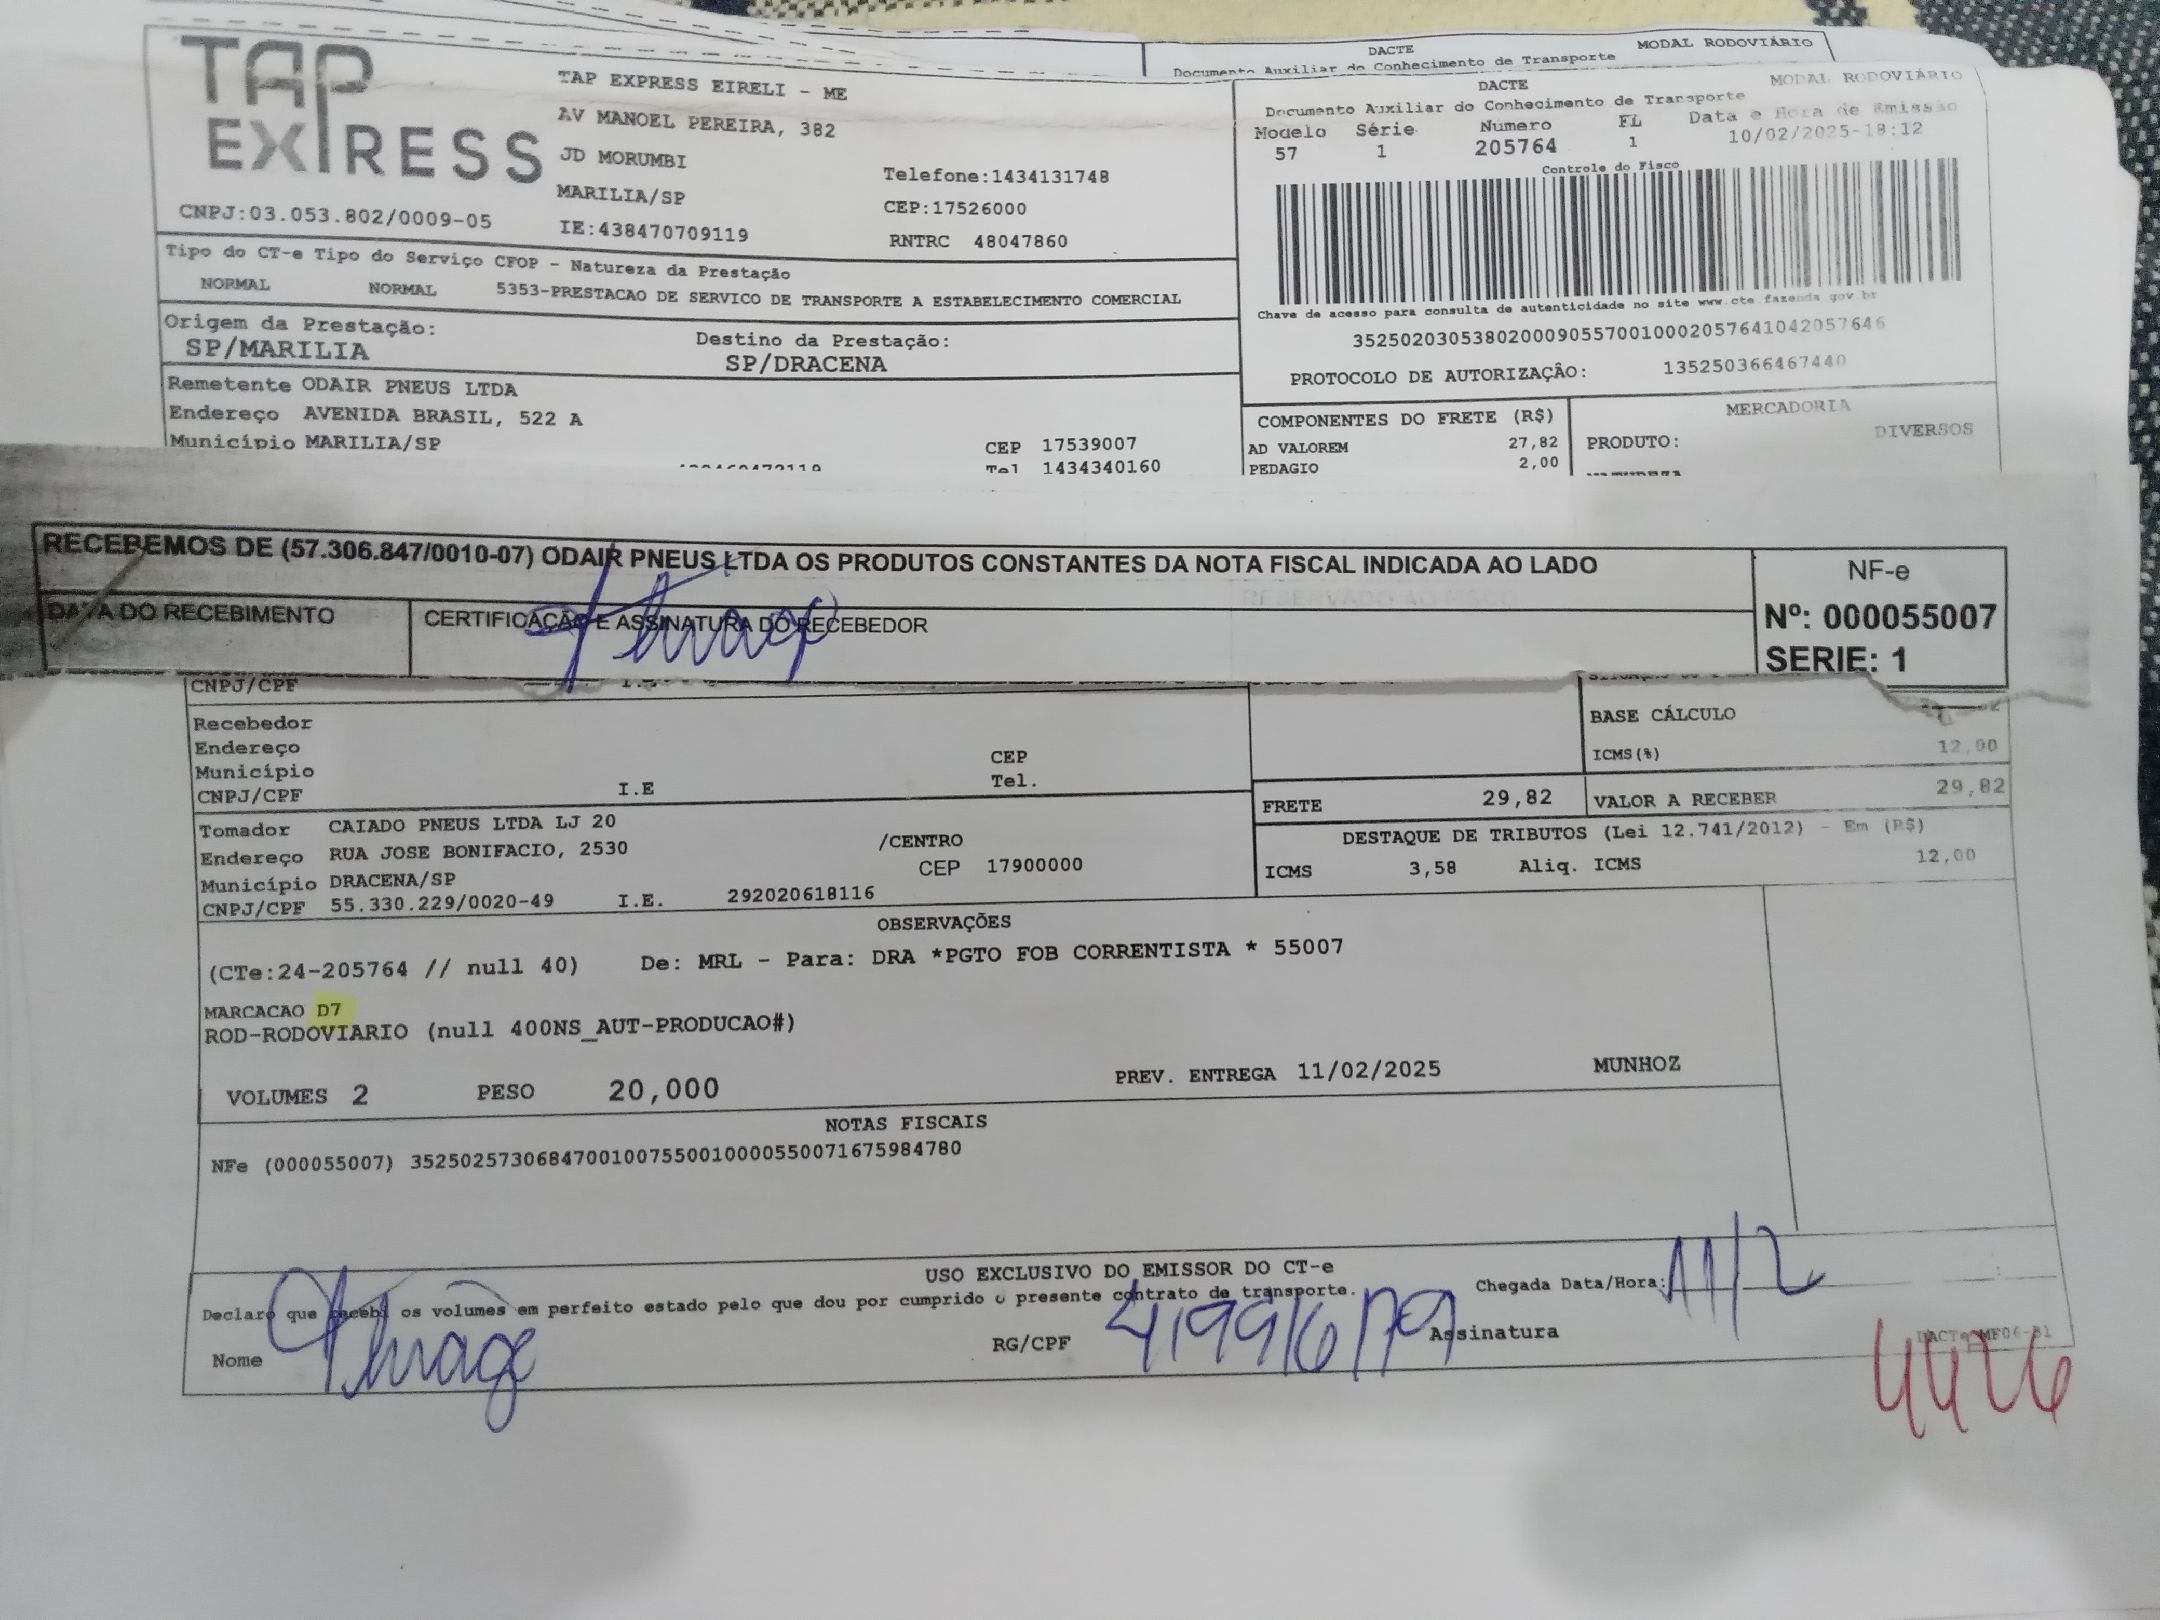 DACTE
MODAL RODOVIÁRIO
Documento Auxiliar do Conhecimento de Transporte
TAP
EXPRESS
TAP EXPRESS EIRELI - ME
AV MANOEL PEREIRA, 382
JD MORUMBI
MARILIA/SP
Telefone:1434131748
CEP:17526000
CNPJ:03.053.802/0009-05
IE:438470709119
RNTRC 48047860
DACTE
MODAL RODOVIÁRIO
Documento Auxiliar do Conhecimento de Transporte
Modelo Série Número FL Data e Hora de Emissão
57 1 205764 1 10/02/2025-18:12
Controle do Fisco
Chave de acesso para consulta de autenticidade no site www.cte.fazenda gov.br
35250203053802000905570010002057641042057646
PROTOCOLO DE AUTORIZAÇÃO: 135250366467440
Tipo do CT-e Tipo do Serviço CFOP - Natureza da Prestação
NORMAL NORMAL 5353-PRESTACAO DE SERVICO DE TRANSPORTE A ESTABELECIMENTO COMERCIAL
Origem da Prestação: Destino da Prestação:
SP/MARILIA SP/DRACENA
Remetente ODAIR PNEUS LTDA
Endereço AVENIDA BRASIL, 522 A
Município MARILIA/SP CEP 17539007
Tel 1434340160
COMPONENTES DO FRETE (R$)
AD VALOREM 27,82
PEDAGIO 2,00
MERCADORIA
PRODUTO: DIVERSOS
RECEBEMOS DE (57.306.847/0010-07) ODAIR PNEUS LTDA OS PRODUTOS CONSTANTES DA NOTA FISCAL INDICADA AO LADO
DATA DO RECEBIMENTO
CERTIFICAÇÃO E ASSINATURA DO RECEBEDOR
Thiago
RESERVADO AO FISCO
NF-e
Nº: 000055007
SERIE: 1
CNPJ/CPF
Recebedor
Endereço
Município CEP
CNPJ/CPF I.E Tel.
BASE CÁLCULO
ICMS(%) 12,00
FRETE 29,82 VALOR A RECEBER 29,82
Tomador CAIADO PNEUS LTDA LJ 20
Endereço RUA JOSE BONIFACIO, 2530 /CENTRO
Município DRACENA/SP CEP 17900000
CNPJ/CPF 55.330.229/0020-49 I.E. 292020618116
DESTAQUE DE TRIBUTOS (Lei 12.741/2012) - Em (R$)
ICMS 3,58 Aliq. ICMS 12,00
OBSERVAÇÕES
(CTe:24-205764 // null 40) De: MRL - Para: DRA *PGTO FOB CORRENTISTA * 55007
MARCACAO D7
ROD-RODOVIARIO (null 400NS_AUT-PRODUCAO#)
VOLUMES 2 PESO 20,000 PREV. ENTREGA 11/02/2025 MUNHOZ
NOTAS FISCAIS
NFe (000055007) 35250257306847001007550010000550071675984780
USO EXCLUSIVO DO EMISSOR DO CT-e
Declaro que recebi os volumes em perfeito estado pelo que dou por cumprido o presente contrato de transporte.
Chegada Data/Hora: 11/2
Nome Thiago RG/CPF Assinatura